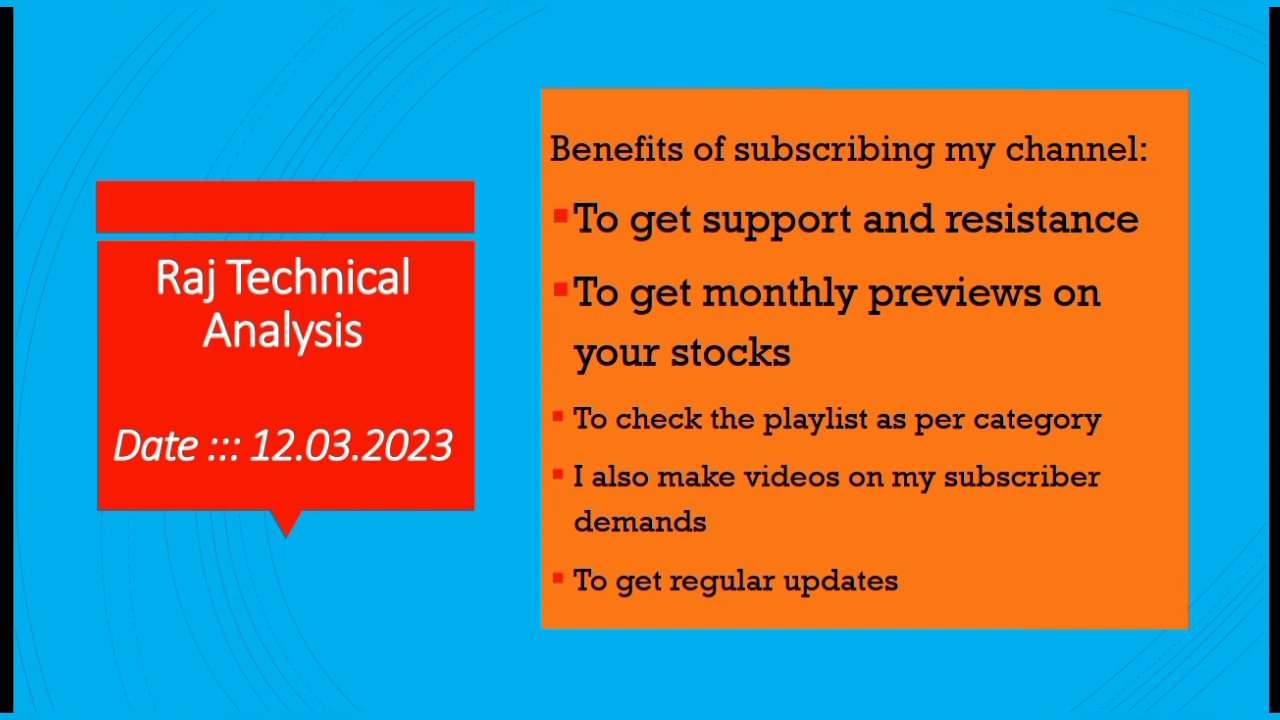 Raj Technical
Analysis
Date ::: 12.03.2023
Benefits of subscribing my channel:
To get support and resistance
To get monthly previews on
your stocks
To check the playlist as per category
I also make videos on my subscriber
demands
To get regular updates